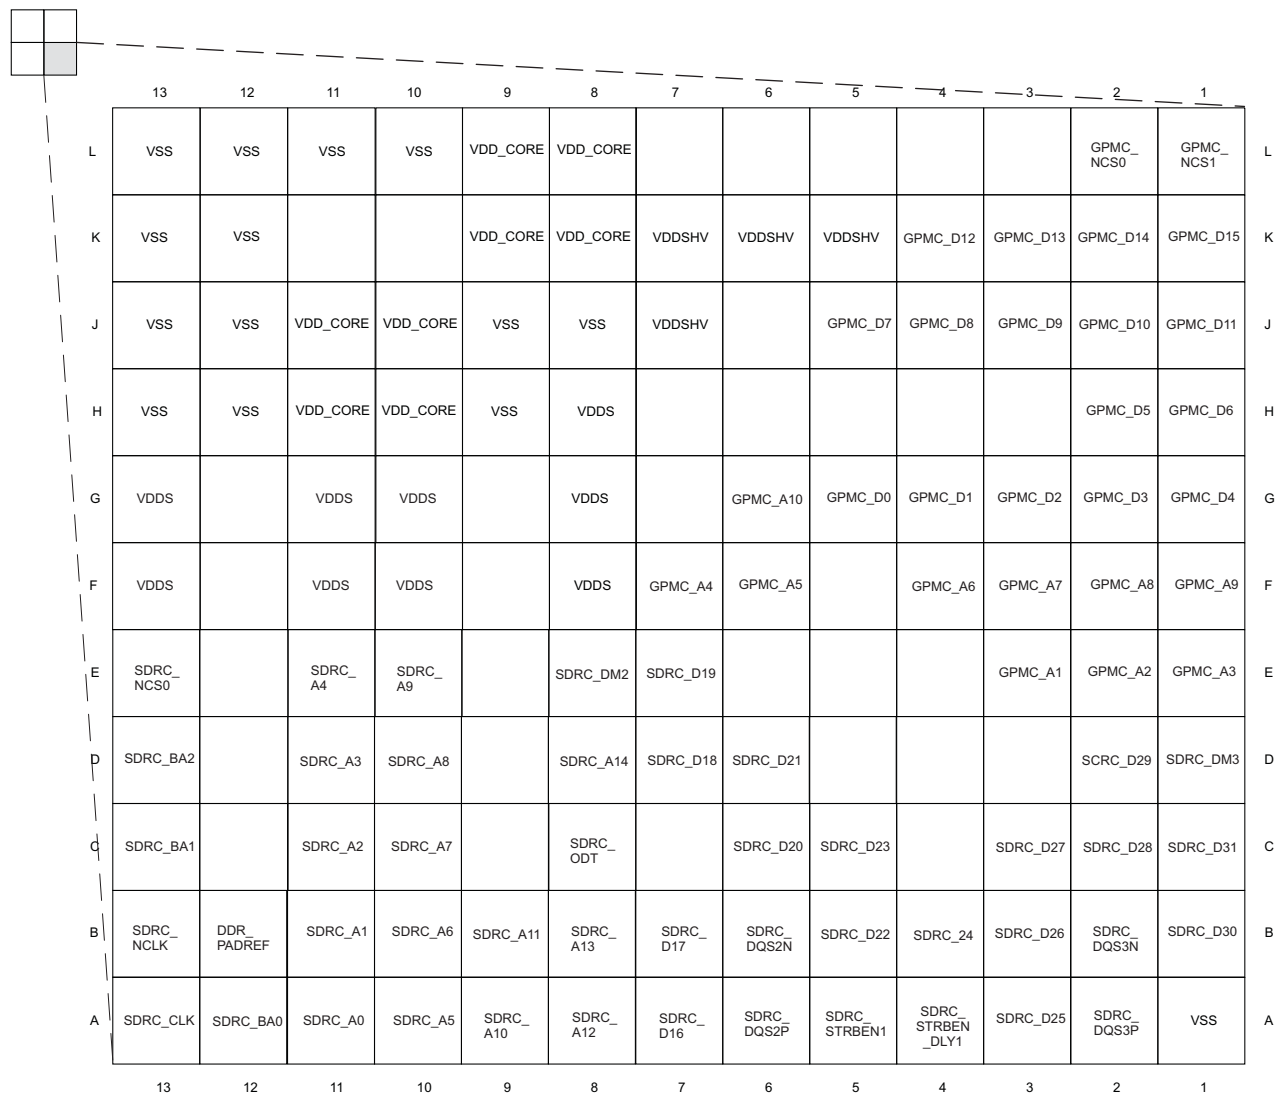 13 12 11 10 9 8 7 6 5 4 3 2 1
L VSS VSS VSS VSS VDD_CORE VDD_CORE GPMC_ NCS0 GPMC_ NCS1 L
K VSS VSS VDD_CORE VDD_CORE VDDSHV VDDSHV VDDSHV GPMC_D12 GPMC_D13 GPMC_D14 GPMC_D15 K
J VSS VSS VDD_CORE VDD_CORE VSS VSS VDDSHV GPMC_D7 GPMC_D8 GPMC_D9 GPMC_D10 GPMC_D11 J
H VSS VSS VDD_CORE VDD_CORE VSS VDDS GPMC_D5 GPMC_D6 H
G VDDS VDDS VDDS VDDS GPMC_A10 GPMC_D0 GPMC_D1 GPMC_D2 GPMC_D3 GPMC_D4 G
F VDDS VDDS VDDS VDDS GPMC_A4 GPMC_A5 GPMC_A6 GPMC_A7 GPMC_A8 GPMC_A9 F
E SDRC_ NCS0 SDRC_ A4 SDRC_ A9 SDRC_DM2 SDRC_D19 GPMC_A1 GPMC_A2 GPMC_A3 E
D SDRC_BA2 SDRC_A3 SDRC_A8 SDRC_A14 SDRC_D18 SDRC_D21 SCRC_D29 SDRC_DM3 D
C SDRC_BA1 SDRC_A2 SDRC_A7 SDRC_ ODT SDRC_D20 SDRC_D23 SDRC_D27 SDRC_D28 SDRC_D31 C
B SDRC_ NCLK DDR_ PADREF SDRC_A1 SDRC_A6 SDRC_A11 SDRC_ A13 SDRC_ D17 SDRC_ DQS2N SDRC_D22 SDRC_24 SDRC_D26 SDRC_ DQS3N SDRC_D30 B
A SDRC_CLK SDRC_BA0 SDRC_A0 SDRC_A5 SDRC_ A10 SDRC_ A12 SDRC_ D16 SDRC_ DQS2P SDRC_ STRBEN1 SDRC_ STRBEN _DLY1 SDRC_D25 SDRC_ DQS3P VSS A
13 12 11 10 9 8 7 6 5 4 3 2 1